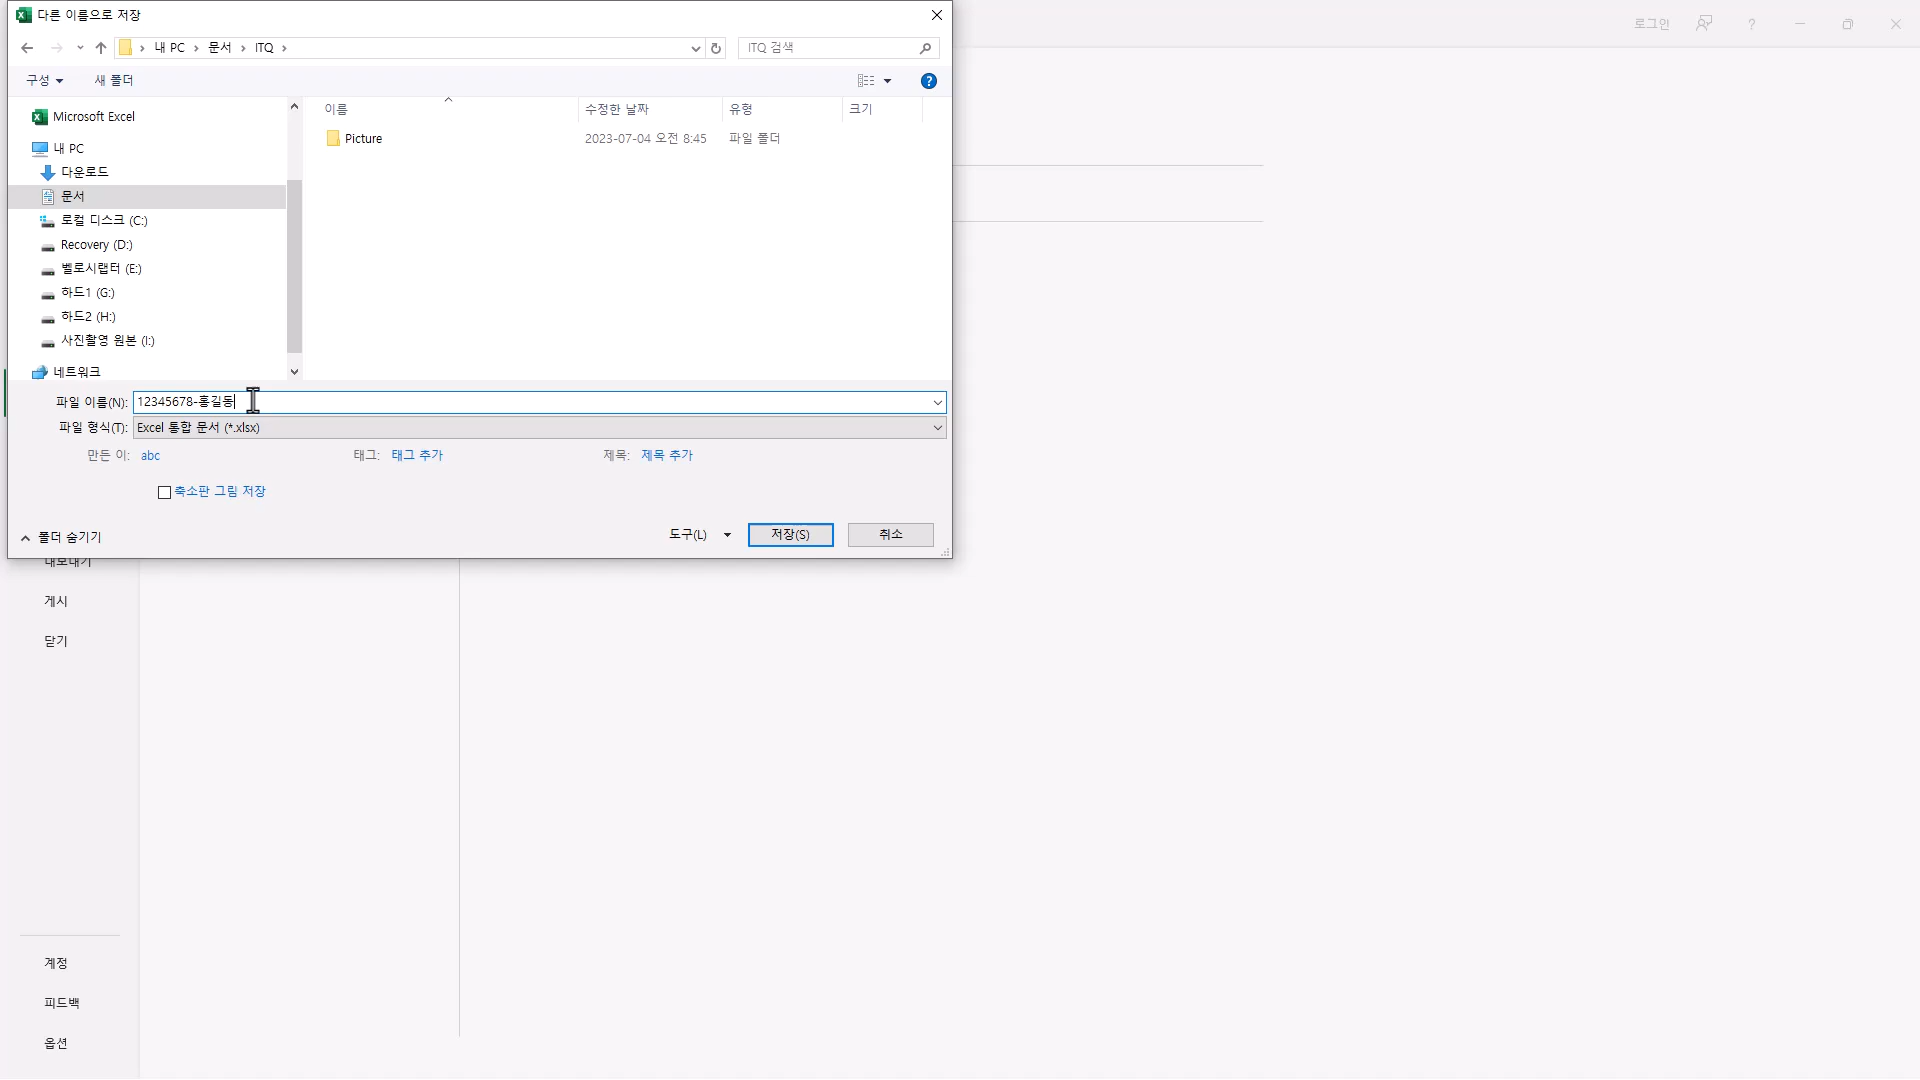 다른 이름으로 저장
로그인
?
내 PC
문서
ITQ
ITQ 검색
구성
새 폴더
?
Microsoft Excel
내 PC
다운로드
문서
로컬 디스크 (C:)
Recovery (D:)
벨로시랩터 (E:)
하드1 (G:)
하드2 (H:)
사진촬영 원본 (I:)
네트워크
이름 수정한 날짜 유형 크기
Picture 2023-07-04 오전 8:45 파일 폴더
파일 이름(N): 12345678-홍길동
파일 형식(T): Excel 통합 문서 (*.xlsx)
만든 이: abc 태그: 태그 추가 제목: 제목 추가
축소판 그림 저장
폴더 숨기기 도구(L) 저장(S) 취소
내보내기
게시
닫기
계정
피드백
옵션